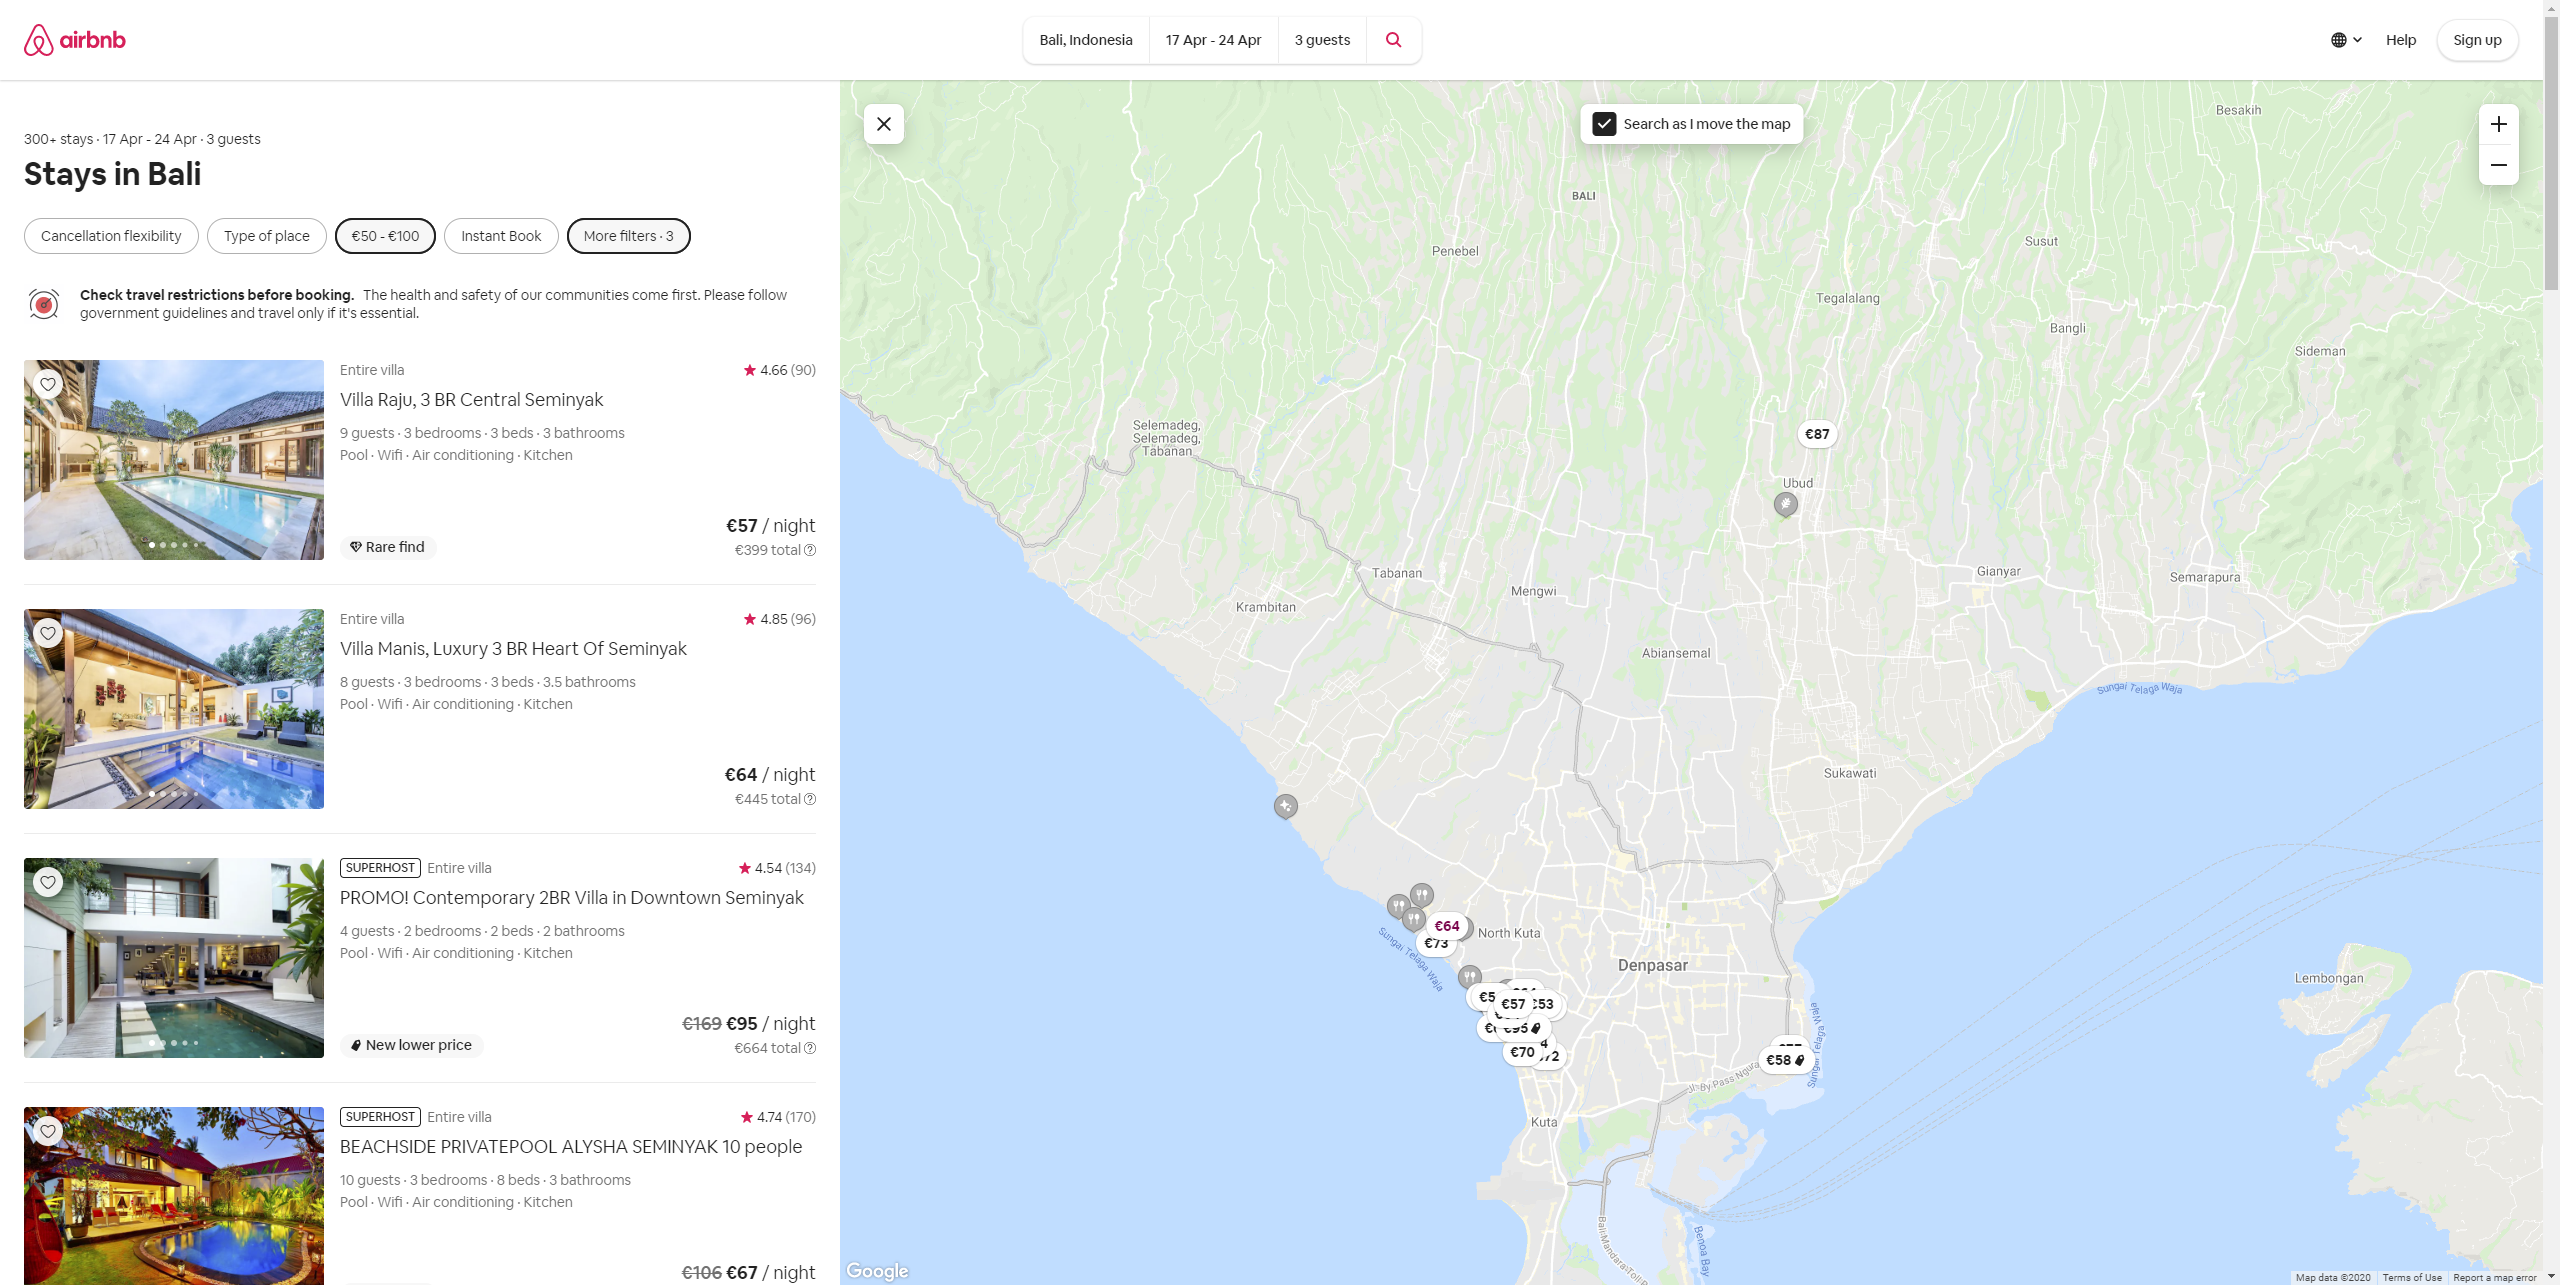 airbnb
Bali, Indonesia
17 Apr - 24 Apr
3 guests
Help
Sign up
300+ stays · 17 Apr - 24 Apr · 3 guests
Stays in Bali
Cancellation flexibility
Type of place
€50 - €100
Instant Book
More filters · 3
Check travel restrictions before booking. The health and safety of our communities come first. Please follow
government guidelines and travel only if it's essential.
Entire villa
4.66 (90)
Villa Raju, 3 BR Central Seminyak
9 guests · 3 bedrooms · 3 beds · 3 bathrooms
Pool · Wifi · Air conditioning · Kitchen
€57 / night
Rare find
€399 total
Entire villa
4.85 (96)
Villa Manis, Luxury 3 BR Heart Of Seminyak
8 guests · 3 bedrooms · 3 beds · 3.5 bathrooms
Pool · Wifi · Air conditioning · Kitchen
€64 / night
€445 total
SUPERHOST Entire villa
4.54 (134)
PROMO! Contemporary 2BR Villa in Downtown Seminyak
4 guests · 2 bedrooms · 2 beds · 2 bathrooms
Pool · Wifi · Air conditioning · Kitchen
€169 €95 / night
New lower price
€664 total
SUPERHOST Entire villa
4.74 (170)
BEACHSIDE PRIVATEPOOL ALYSHA SEMINYAK 10 people
10 guests · 3 bedrooms · 8 beds · 3 bathrooms
Pool · Wifi · Air conditioning · Kitchen
€106 €67 / night
Search as I move the map
Besakih
BALI
Penebel
Susut
Tegalalang
Bangli
Sideman
Selemadeg,
Selemadeg,
Tabanan
€87
Ubud
Tabanan
Mengwi
Gianyar
Semarapura
Krambitan
Abiansemal
Sungai Telaga Waja
Sukawati
€64
€73
North Kuta
Sungai Telaga Waja
Denpasar
Lembongan
€57
€53
€95
€70
€58
Sungai Telaga Waja
Jl. By Pass Ngura
Kuta
Bali-Mandara Toll
Benoa Bay
Google
Map data ©2020
Terms of Use
Report a map error